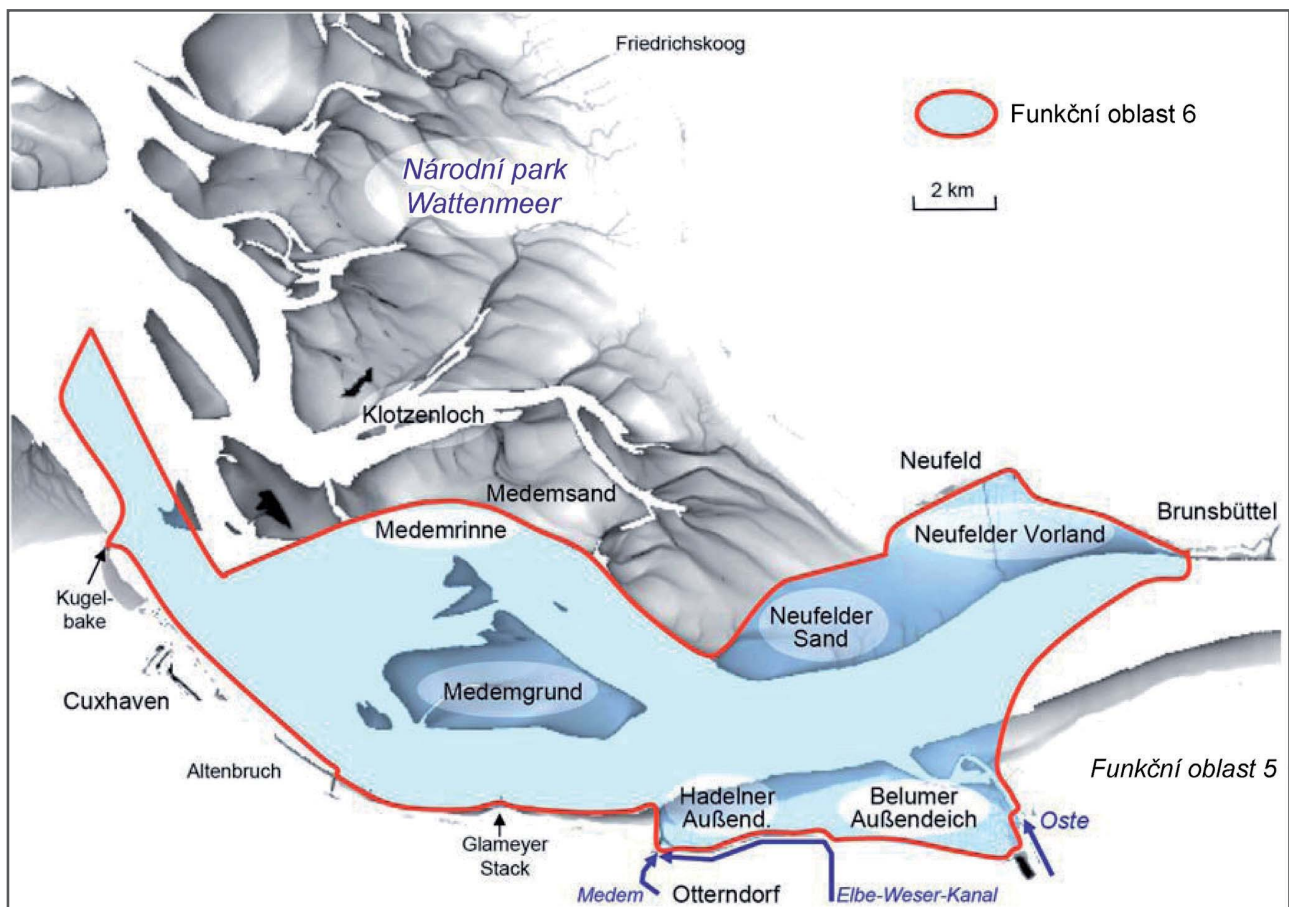 Friedrichskoog
Funkční oblast 6
Národní park
Wattenmeer
2 km
Klotzenloch
Medemsand
Neufeld
Medemrinne
Neufelder Vorland
Brunsbüttel
Kugel-
bake
Neufelder
Sand
Medemgrund
Cuxhaven
Altenbruch
Funkční oblast 5
Hadelner
Außend.
Belumer
Außendeich
Oste
Glameyer
Stack
Medem
Otterndorf
Elbe-Weser-Kanal